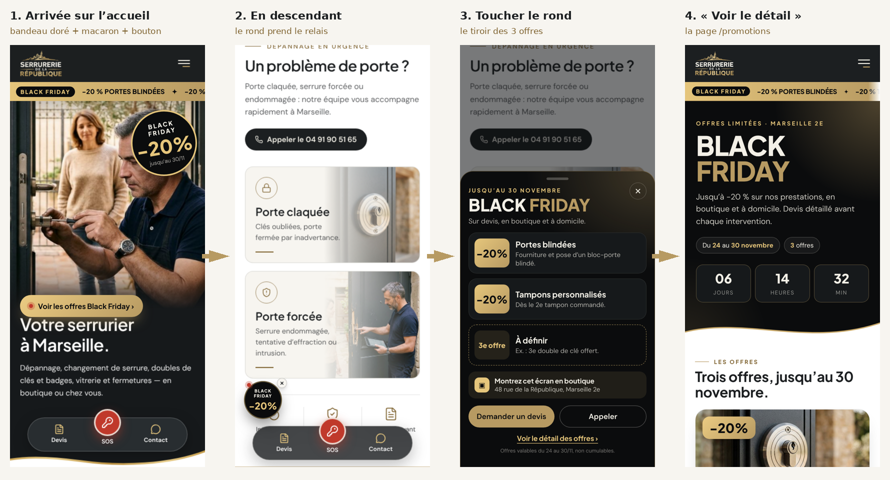 1. Arrivée sur l’accueil
bandeau doré + macaron + bouton
SERRURERIE
DE LA
RÉPUBLIQUE
BLACK FRIDAY -20 % PORTES BLINDÉES + -20 %
BLACK
FRIDAY
-20%
jusqu'au 30/11
Voir les offres Black Friday ›
Votre serrurier
à Marseille.
Dépannage, changement de serrure, doubles de
clés et badges, vitrerie et fermetures — en
boutique ou chez vous.
Devis
SOS
Contact
2. En descendant
le rond prend le relais
DÉPANNAGE EN URGENCE
Un problème de porte ?
Porte claquée, serrure forcée ou
endommagée : notre équipe vous accompagne
rapidement à Marseille.
Appeler le 04 91 90 51 65
Porte claquée
Clés oubliées, porte
fermée par inadvertance.
Porte forcée
Serrure endommagée,
tentative d'effraction ou
intrusion.
BLACK
FRIDAY
-20%
Devis
SOS
Contact
3. Toucher le rond
le tiroir des 3 offres
DÉPANNAGE EN URGENCE
Un problème de porte ?
Porte claquée, serrure forcée ou
endommagée : notre équipe vous accompagne
rapidement à Marseille.
Appeler le 04 91 90 51 65
JUSQU'AU 30 NOVEMBRE
BLACK FRIDAY
Sur devis, en boutique et à domicile.
-20%
Portes blindées
Fourniture et pose d'un bloc-porte
blindé.
-20%
Tampons personnalisés
Dès le 2e tampon commandé.
3e offre
À définir
Ex. : 3e double de clé offert.
Montrez cet écran en boutique
48 rue de la République, Marseille 2e
Demander un devis
Appeler
Voir le détail des offres ›
Offres valables du 24 au 30/11, non cumulables.
4. « Voir le détail »
la page /promotions
SERRURERIE
DE LA
RÉPUBLIQUE
BLACK FRIDAY -20 % PORTES BLINDÉES + -20 %
OFFRES LIMITÉES · MARSEILLE 2E
BLACK
FRIDAY
Jusqu'à -20 % sur nos prestations, en
boutique et à domicile. Devis détaillé avant
chaque intervention.
Du 24 au 30 novembre
3 offres
06
JOURS
14
HEURES
32
MIN
LES OFFRES
Trois offres, jusqu'au 30
novembre.
-20%